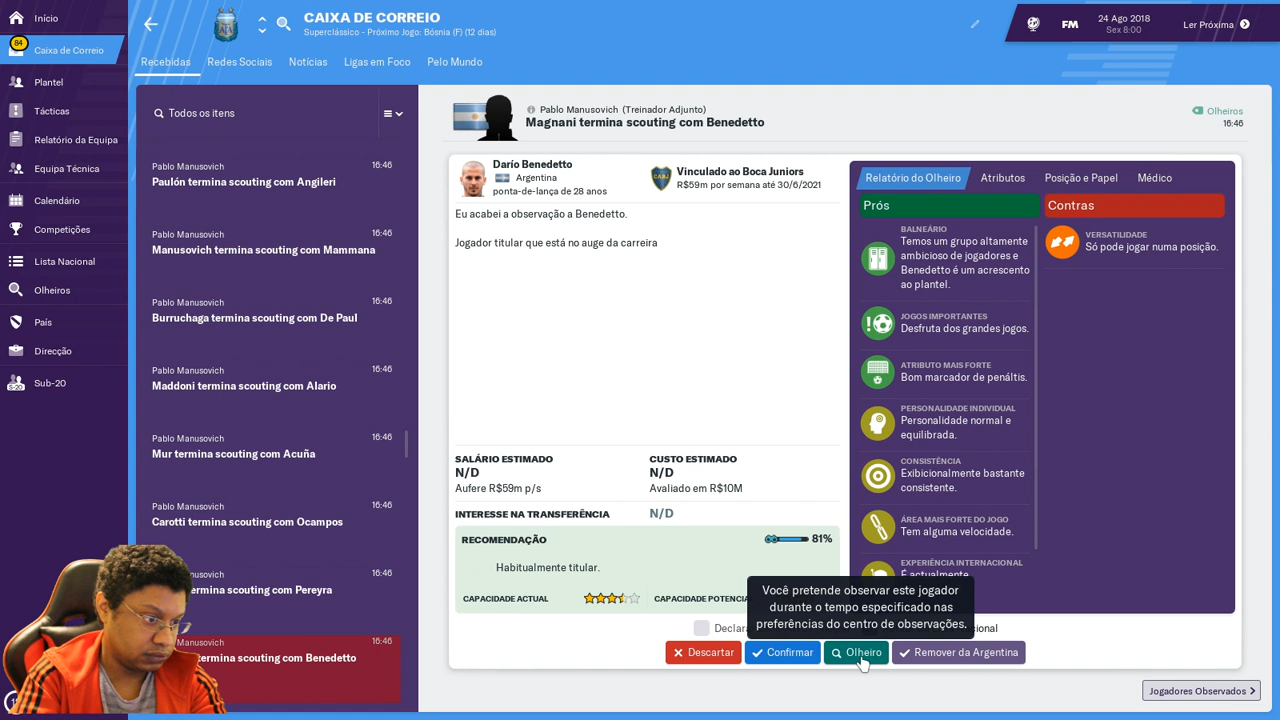 Início
84
Caixa de Correio
Plantel
Tácticas
Relatório da Equipa
Equipa Técnica
Calendário
Competições
Lista Nacional
Olheiros
País
Direcção
Sub-20
CAIXA DE CORREIO
Superclássico - Próximo Jogo: Bósnia (F) (12 dias)
FM
24 Ago 2018
Sex 8:00
Ler Próxima
Recebidas
Redes Sociais
Notícias
Ligas em Foco
Pelo Mundo
Todos os itens
Pablo Manusovich 16:46
Paulón termina scouting com Angileri
Pablo Manusovich 16:46
Manusovich termina scouting com Mammana
Pablo Manusovich 16:46
Burruchaga termina scouting com De Paul
Pablo Manusovich 16:46
Maddoni termina scouting com Alario
Pablo Manusovich 16:46
Mur termina scouting com Acuña
Pablo Manusovich 16:46
Carotti termina scouting com Ocampos
Manusovich 16:46
termina scouting com Pereyra
Manusovich 16:46
termina scouting com Benedetto
Pablo Manusovich (Treinador Adjunto)
Magnani termina scouting com Benedetto
Olheiros
16:46
Darío Benedetto
Argentina
ponta-de-lança de 28 anos
Vinculado ao Boca Juniors
R$59m por semana até 30/6/2021
Eu acabei a observação a Benedetto.
Jogador titular que está no auge da carreira
SALÁRIO ESTIMADO
N/D
Aufere R$59m p/s
CUSTO ESTIMADO
N/D
Avaliado em R$10M
INTERESSE NA TRANSFERÊNCIA N/D
RECOMENDAÇÃO 81%
Habitualmente titular.
CAPACIDADE ACTUAL
CAPACIDADE POTENCIA
Relatório do Olheiro
Atributos
Posição e Papel
Médico
Prós
BALNEÁRIO
Temos um grupo altamente
ambicioso de jogadores e
Benedetto é um acrescento
ao plantel.
JOGOS IMPORTANTES
Desfruta dos grandes jogos.
ATRIBUTO MAIS FORTE
Bom marcador de penáltis.
PERSONALIDADE INDIVIDUAL
Personalidade normal e
equilibrada.
CONSISTÊNCIA
Exibicionalmente bastante
consistente.
ÁREA MAIS FORTE DO JOGO
Tem alguma velocidade.
EXPERIÊNCIA INTERNACIONAL
É actualmente
Contras
VERSATILIDADE
Só pode jogar numa posição.
Você pretende observar este jogador
durante o tempo especificado nas
preferências do centro de observações.
Declara
cional
Descartar
Confirmar
Olheiro
Remover da Argentina
Jogadores Observados